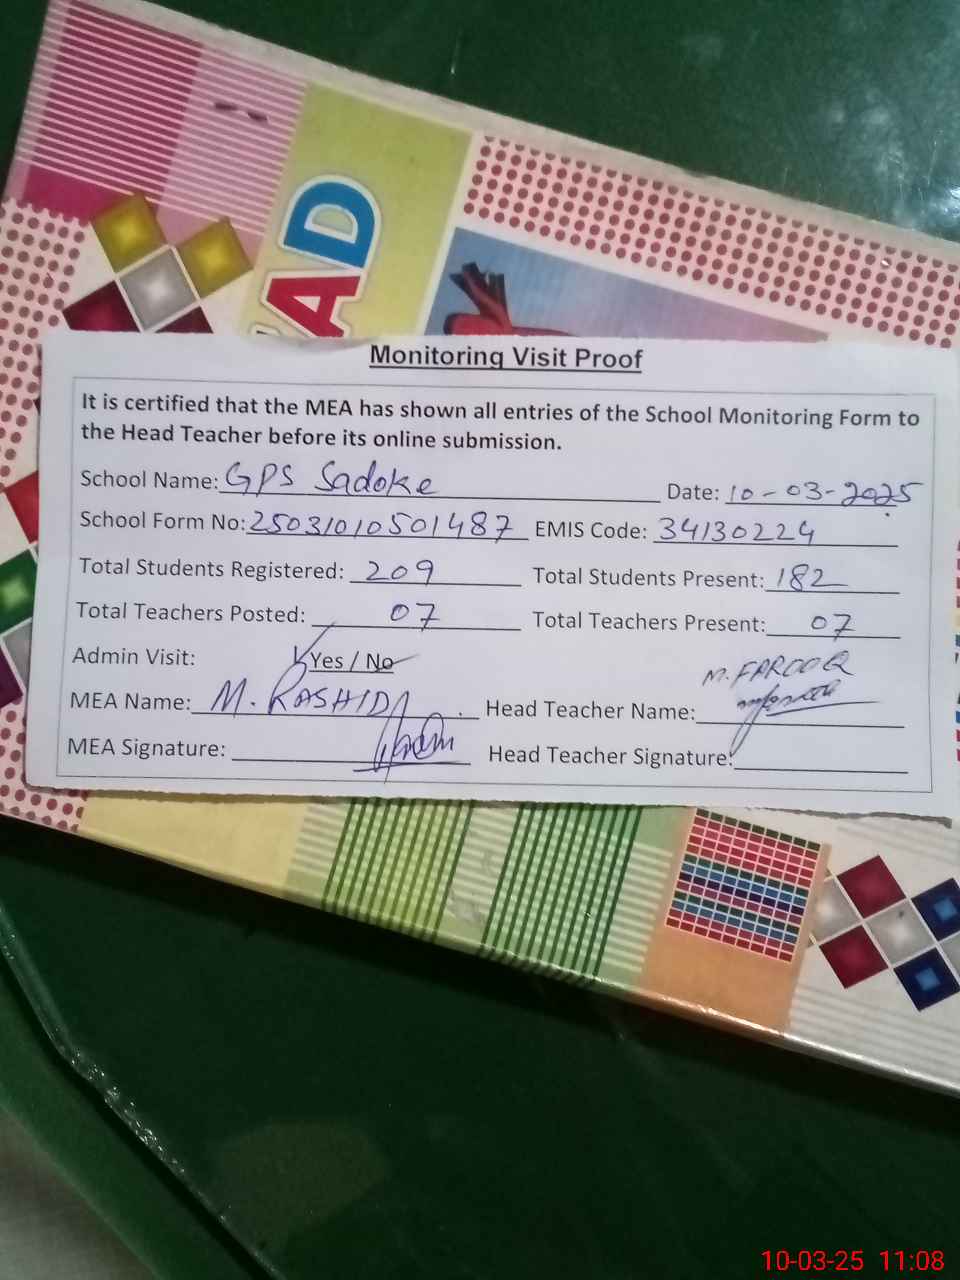 AD
Monitoring Visit Proof
It is certified that the MEA has shown all entries of the School Monitoring Form to
the Head Teacher before its online submission.
School Name: GPS Sadoke Date: 10-03-2025
School Form No: 25031010501487 EMIS Code: 34130224
Total Students Registered: 209 Total Students Present: 182
Total Teachers Posted: 07 Total Teachers Present: 07
Admin Visit: Yes / No
M. FAROOQ
MEA Name: M. RASHID Head Teacher Name:
MEA Signature: Head Teacher Signature:
10-03-25 11:08